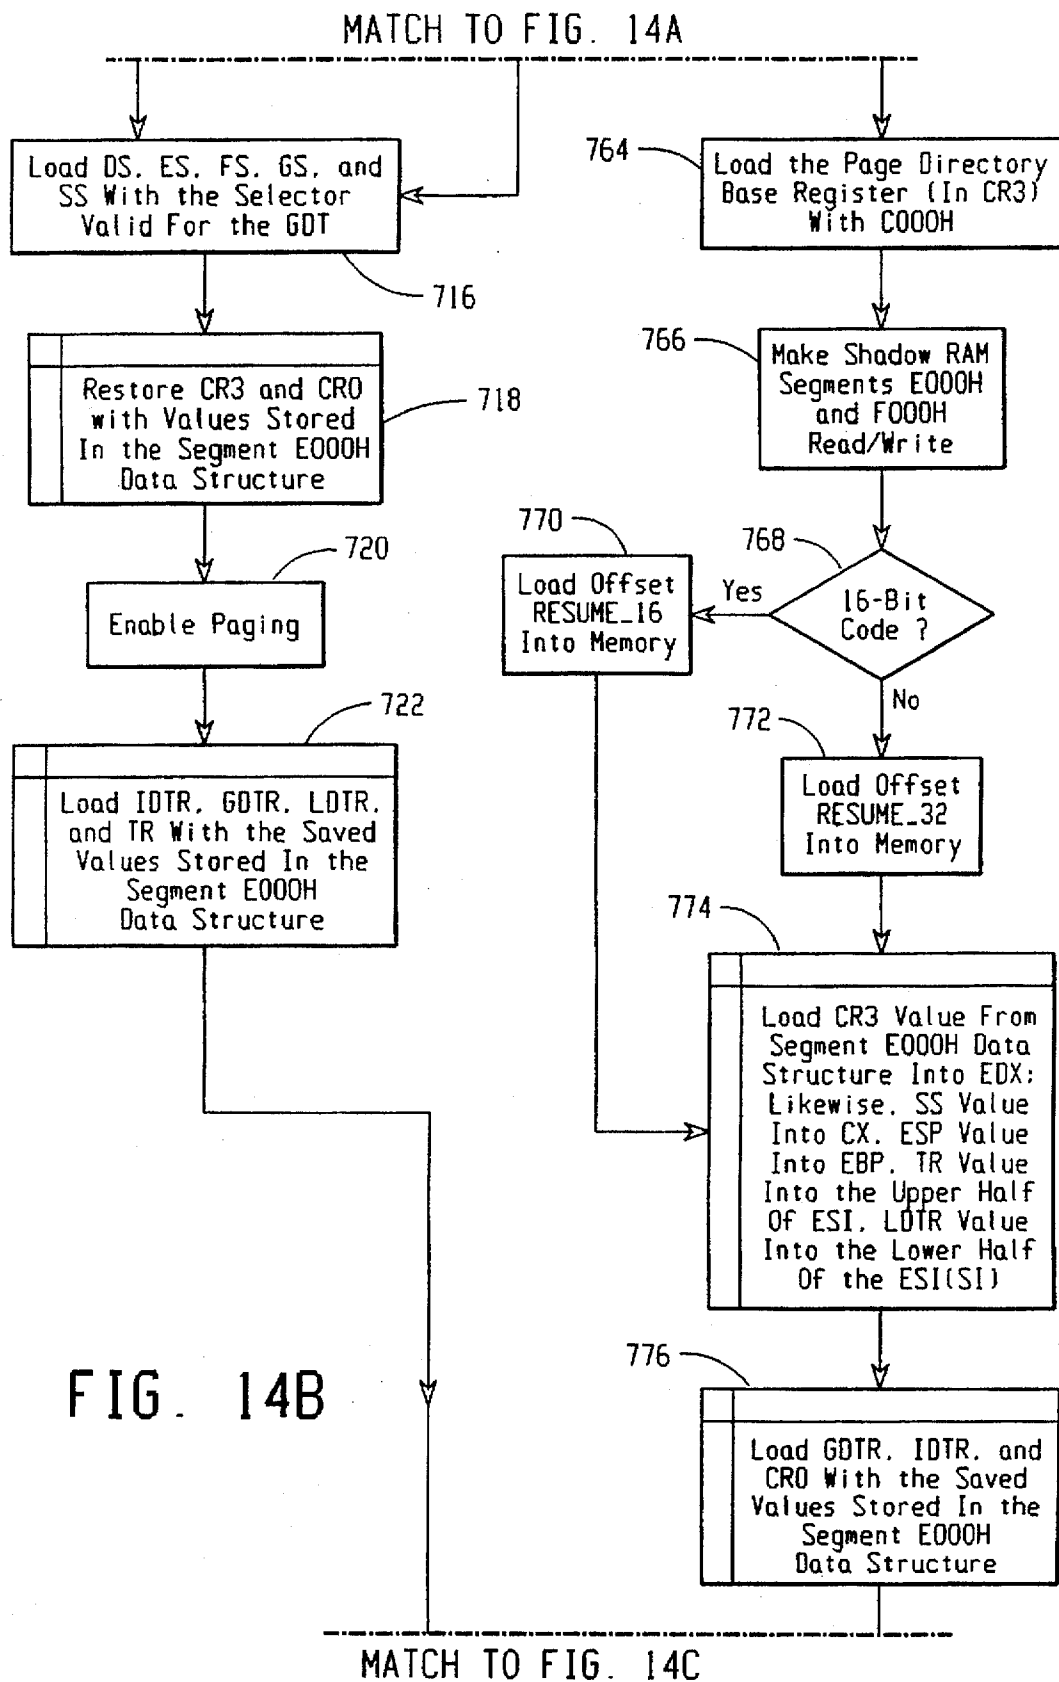 MATCH TO FIG. 14A
Load DS, ES, FS, GS, and
SS With the Selector
Valid For the GDT
716
Restore CR3 and CR0
with Values Stored
In the Segment E000H
Data Structure
718
720
Enable Paging
722
Load IDTR, GDTR, LDTR,
and TR With the Saved
Values Stored In the
Segment E000H
Data Structure
764
Load the Page Directory
Base Register (In CR3)
With C000H
766
Make Shadow RAM
Segments E000H
and F000H
Read/Write
768
16-Bit
Code ?
Yes
No
770
Load Offset
RESUME_16
Into Memory
772
Load Offset
RESUME_32
Into Memory
774
Load CR3 Value From
Segment E000H Data
Structure Into EDX;
Likewise, SS Value
Into CX, ESP Value
Into EBP, TR Value
Into the Upper Half
Of ESI, LDTR Value
Into the Lower Half
Of the ESI(SI)
776
Load GDTR, IDTR, and
CR0 With the Saved
Values Stored In the
Segment E000H
Data Structure
FIG. 14B
MATCH TO FIG. 14C